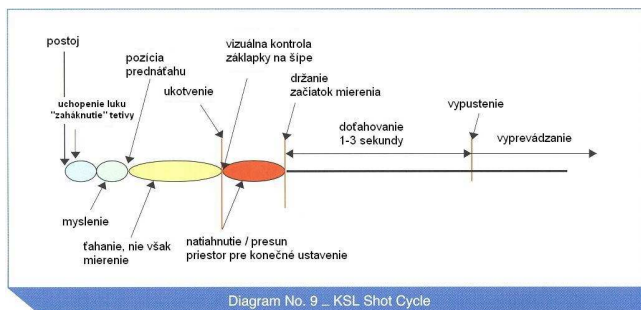 postoj
uchopenie luku
"zaháknutie" tetivy
pozícia
prednáťahu
ukotvenie
vizuálna kontrola
základky na šípe
držanie
začiatok mierenia
doťahovanie
1-3 sekundy
vypustenie
vyprevádzanie
myslenie
ťahanie, nie však
mierenie
natiahnutie / presun
priestor pre konečné ustavenie
Diagram No. 9 _ KSL Shot Cycle